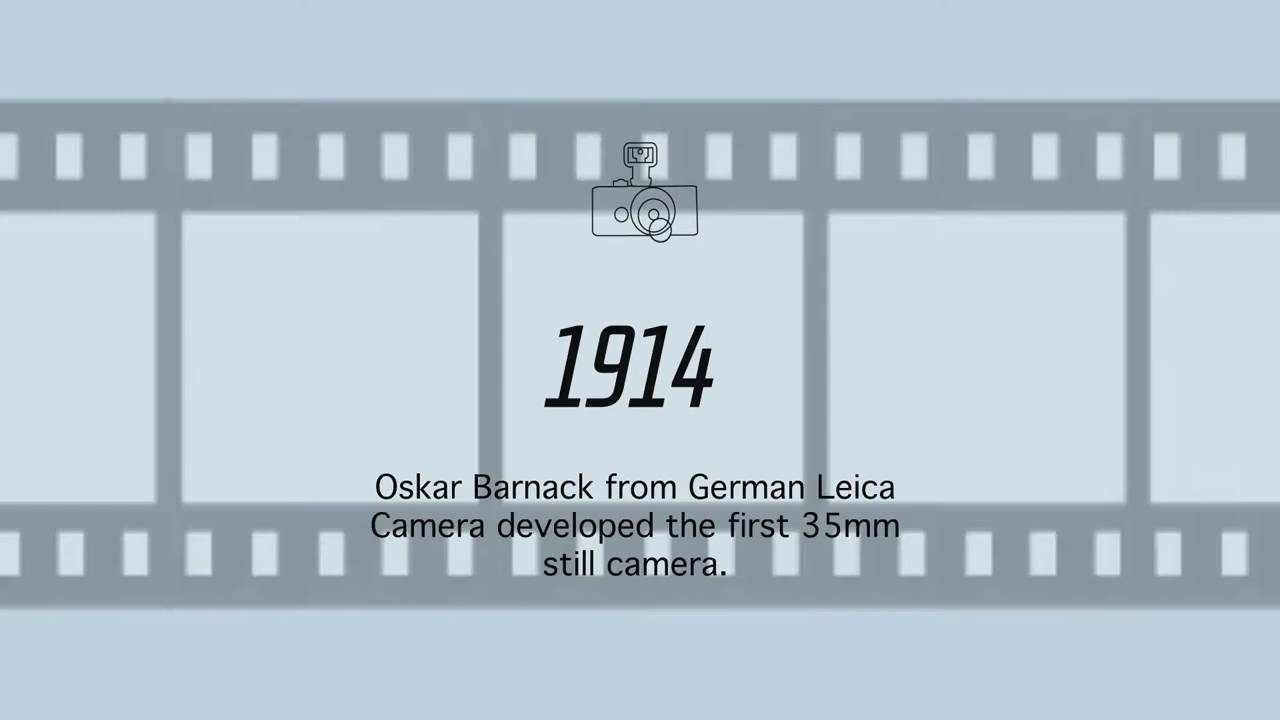 1914
Oskar Barnack from German Leica
Camera developed the first 35mm
still camera.